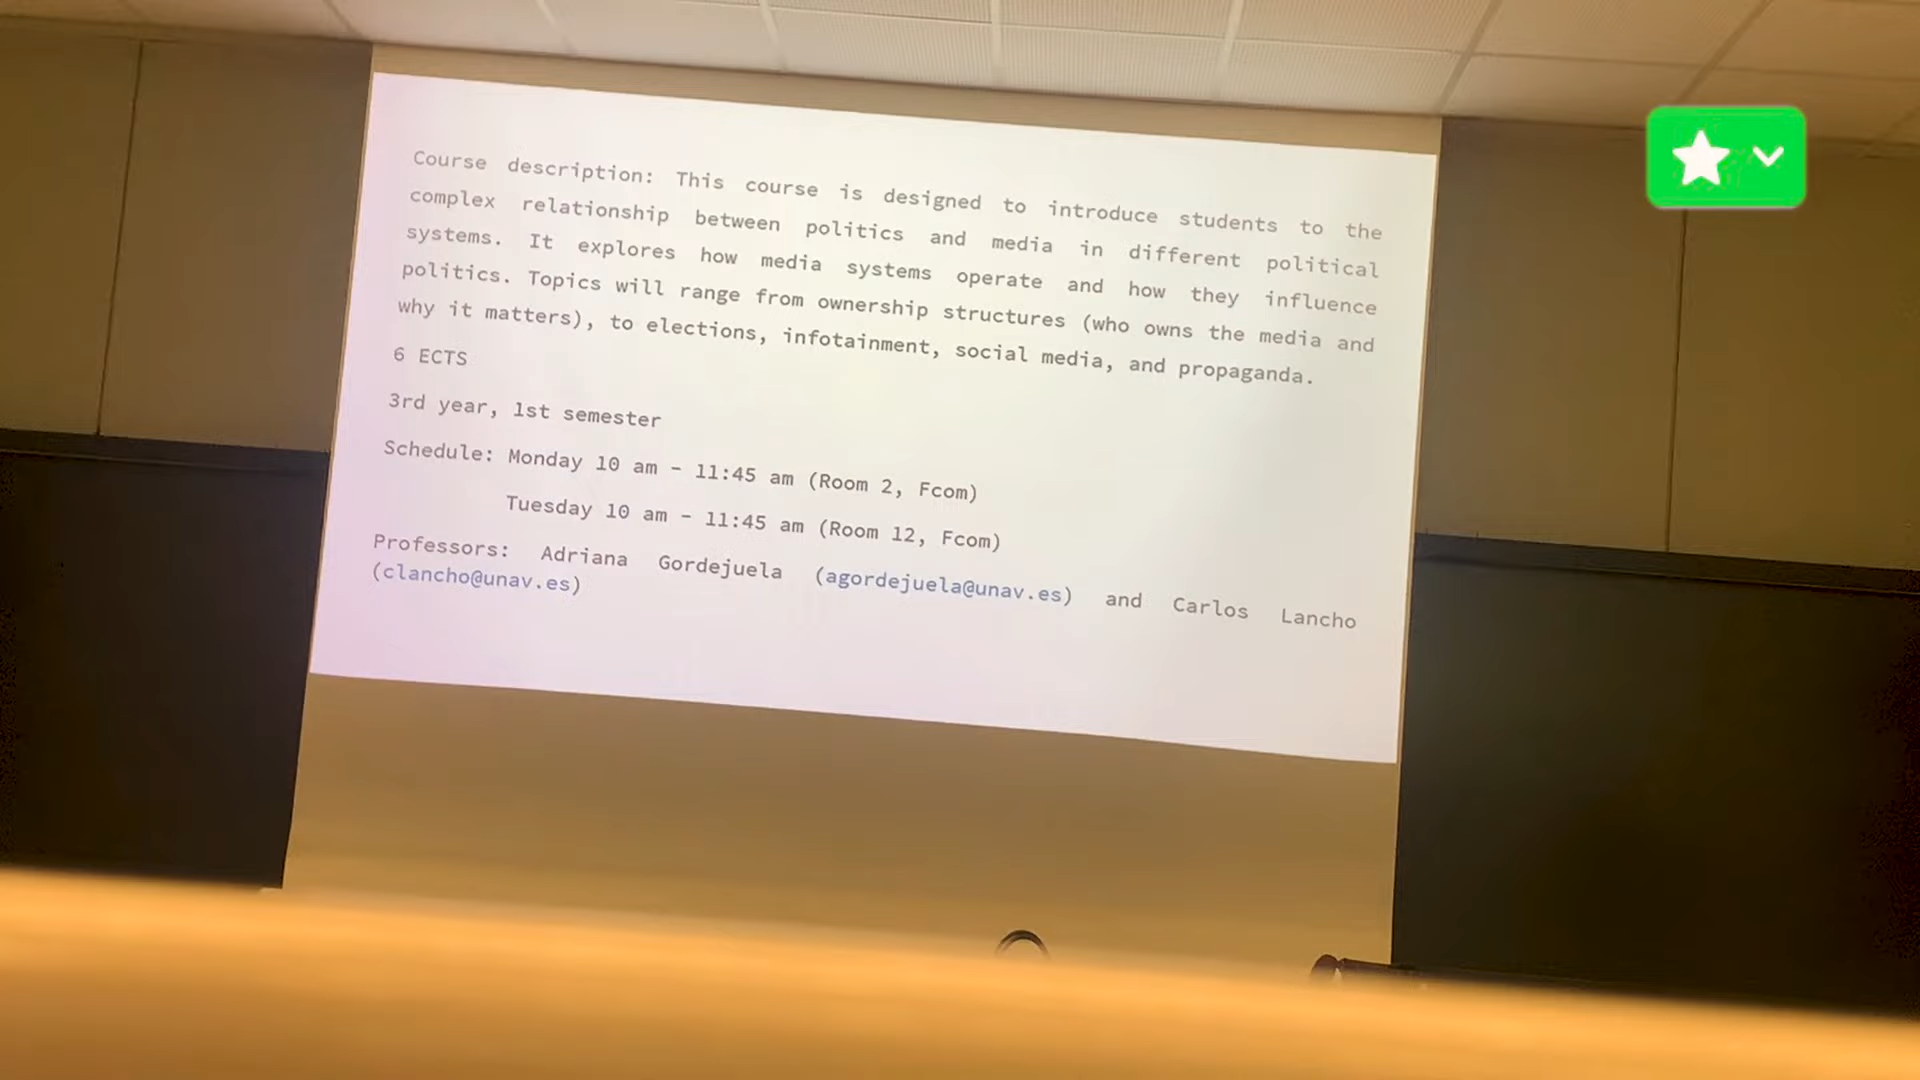 Course description: This course is designed to introduce students to the
complex relationship between politics and media in different political
systems. It explores how media systems operate and how they influence
politics. Topics will range from ownership structures (who owns the media and
why it matters), to elections, infotainment, social media, and propaganda.
6 ECTS
3rd year, 1st semester
Schedule: Monday 10 am – 11:45 am (Room 2, Fcom)
Tuesday 10 am – 11:45 am (Room 12, Fcom)
Professors: Adriana Gordejuela (agordejuela@unav.es) and Carlos Lancho
(clancho@unav.es)